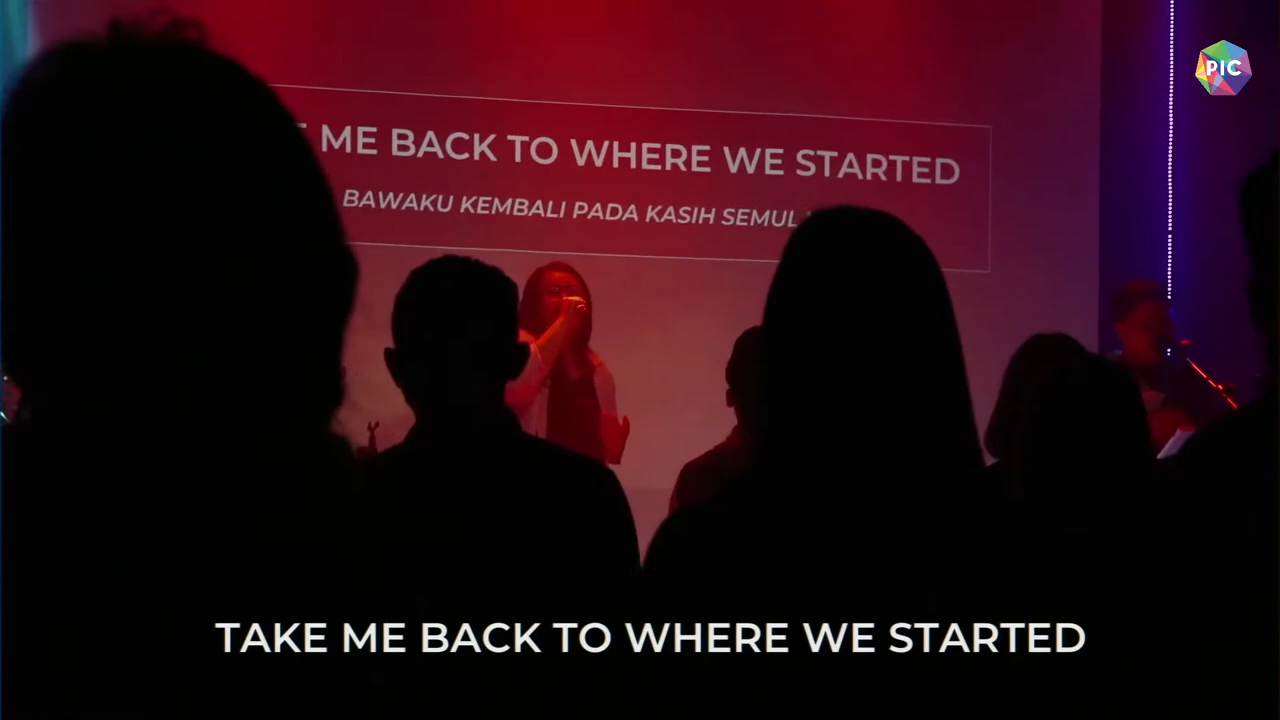 PIC
ME BACK TO WHERE WE STARTED
BAWAKU KEMBALI PADA KASIH
TAKE ME BACK TO WHERE WE STARTED